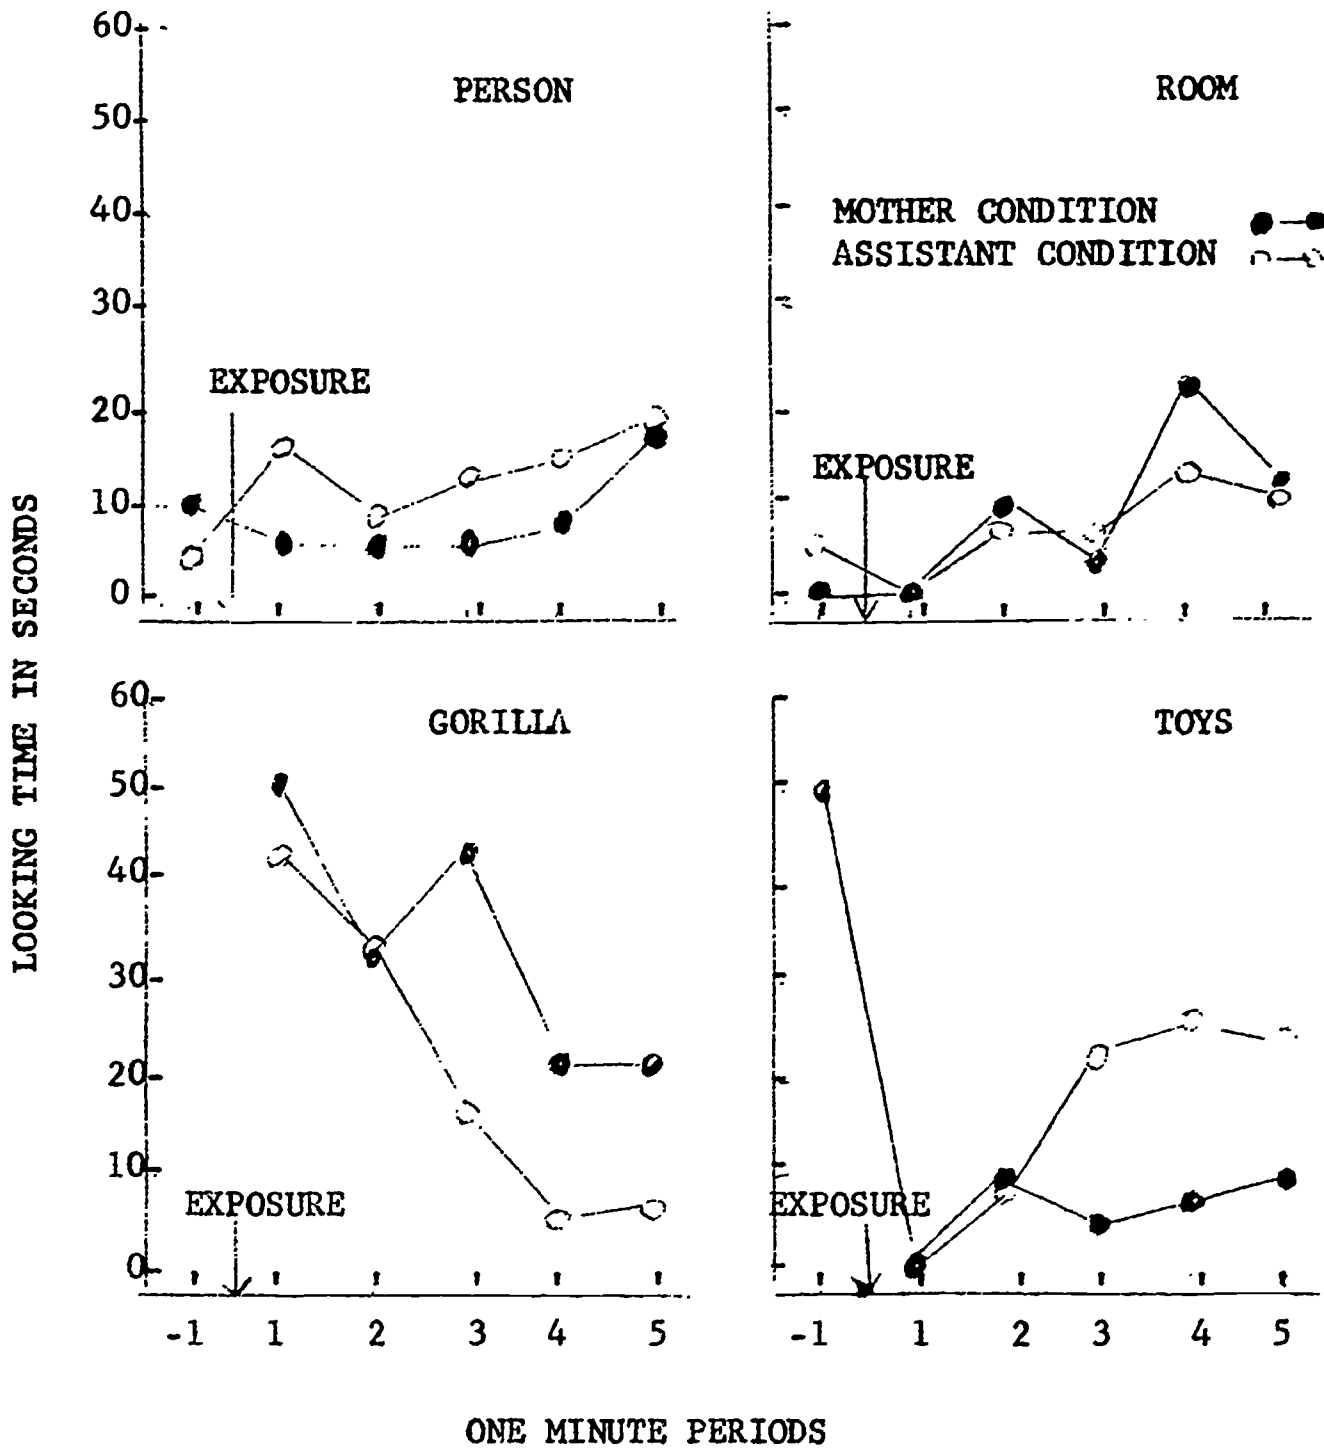 60
PERSON
ROOM
50
40
MOTHER CONDITION
ASSISTANT CONDITION
30
EXPOSURE
20
EXPOSURE
10
0
LOOKING TIME IN SECONDS
60
GORILLA
TOYS
50
40
30
20
10
EXPOSURE
EXPOSURE
0
-1 1 2 3 4 5
-1 1 2 3 4 5
ONE MINUTE PERIODS